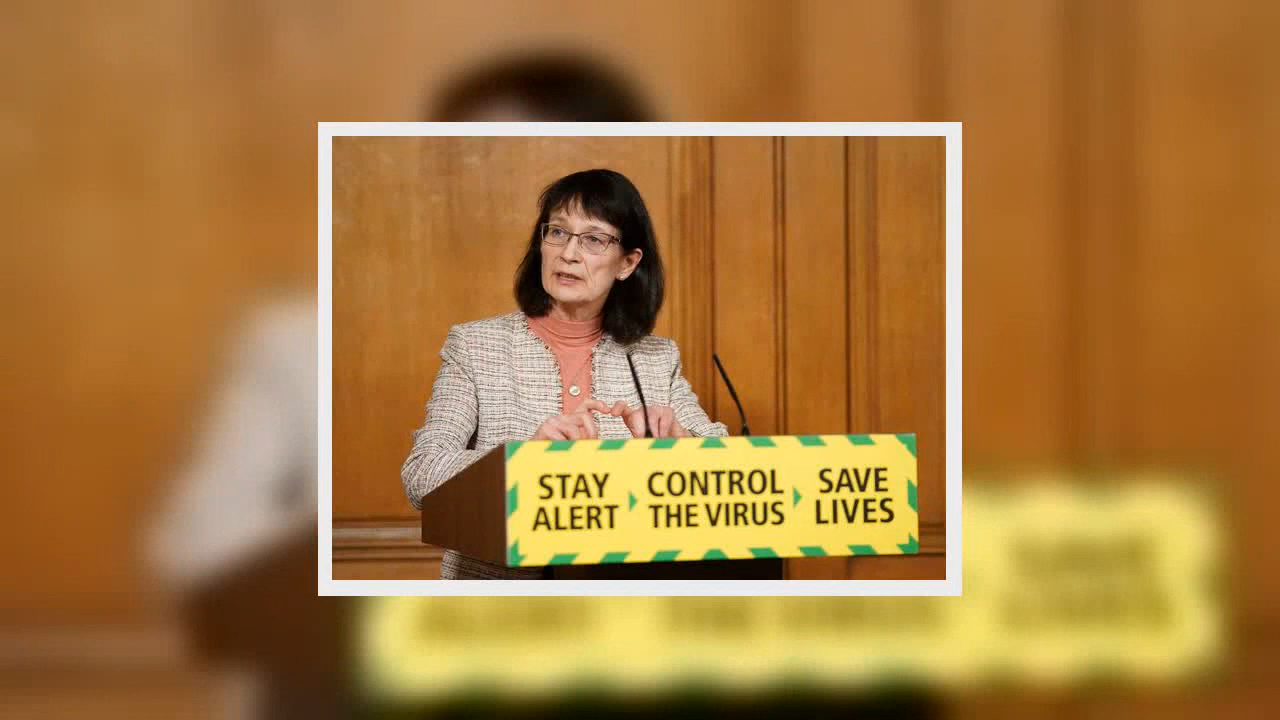 STAY
ALERT
CONTROL
THE VIRUS
SAVE
LIVES